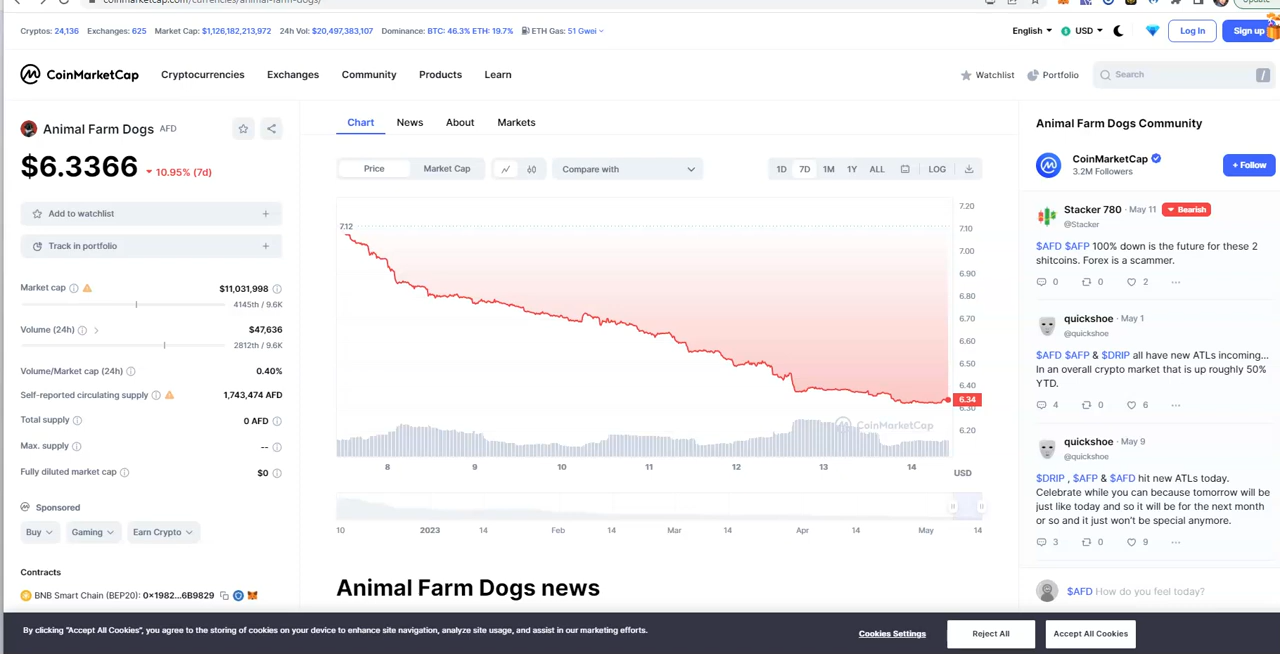 coinmarketcap.com/currencies/animal-farm-dogs/
Update
Cryptos: 24,136 Exchanges: 625 Market Cap: $1,126,182,213,972 24h Vol: $20,497,383,107 Dominance: BTC: 46.3% ETH: 19.7% ETH Gas: 51 Gwei
English USD Log In Sign up
CoinMarketCap Cryptocurrencies Exchanges Community Products Learn
Watchlist Portfolio Search /
Animal Farm Dogs AFD
$6.3366 10.95% (7d)
Add to watchlist +
Track in portfolio +
Market cap $11,031,998
4145th / 9.6K
Volume (24h) $47,636
2812th / 9.6K
Volume/Market cap (24h) 0.40%
Self-reported circulating supply 1,743,474 AFD
Total supply 0 AFD
Max. supply --
Fully diluted market cap $0
Sponsored
Buy Gaming Earn Crypto
Contracts
BNB Smart Chain (BEP20): 0x1982...6B9829
Chart News About Markets
Price Market Cap Compare with 1D 7D 1M 1Y ALL LOG
7.12
7.20
7.10
7.00
6.90
6.80
6.70
6.60
6.50
6.40
6.34
6.30
6.20
CoinMarketCap
8 9 10 11 12 13 14 USD
10 2023 14 Feb 14 Mar 14 Apr 14 May 14
Animal Farm Dogs news
Animal Farm Dogs Community
CoinMarketCap
3.2M Followers
+ Follow
Stacker 780 · May 11 Bearish
@Stacker
$AFD $AFP 100% down is the future for these 2
shitcoins. Forex is a scammer.
0 0 2 ...
quickshoe · May 1
@quickshoe
$AFD $AFP & $DRIP all have new ATLs incoming...
In an overall crypto market that is up roughly 50%
YTD.
4 0 6 ...
quickshoe · May 9
@quickshoe
$DRIP , $AFP & $AFD hit new ATLs today.
Celebrate while you can because tomorrow will be
just like today and so it will be for the next month
or so and it just won't be special anymore.
3 0 9 ...
$AFD How do you feel today?
By clicking "Accept All Cookies", you agree to the storing of cookies on your device to enhance site navigation, analyze site usage, and assist in our marketing efforts.
Cookies Settings Reject All Accept All Cookies